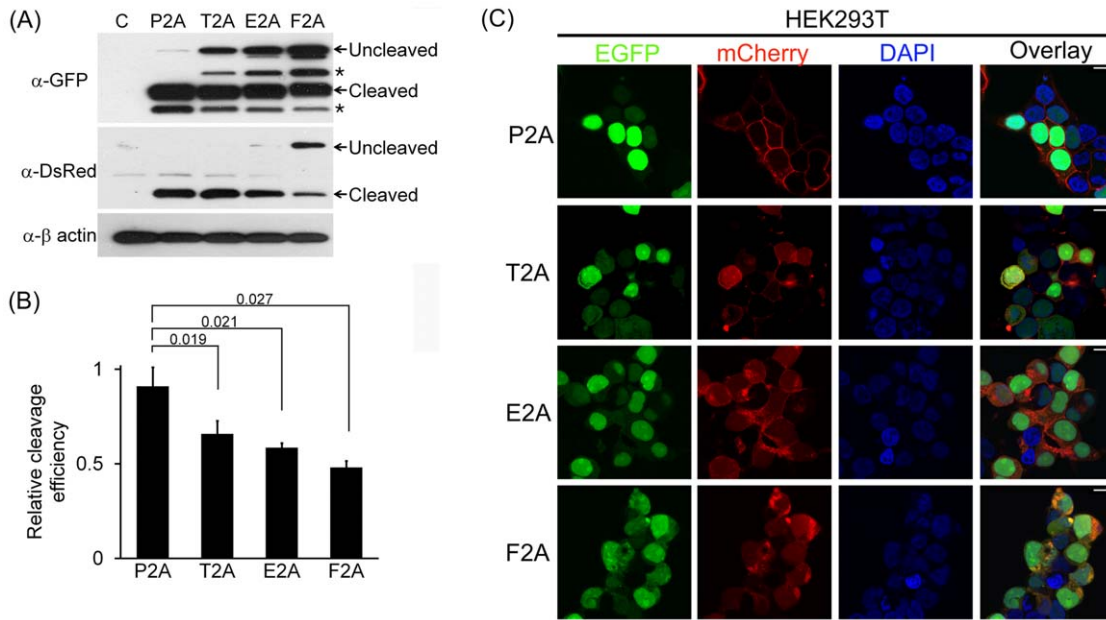 (A)
C P2A T2A E2A F2A
α-GFP
Uncleaved
*
Cleaved
*
α-DsRed
Uncleaved
Cleaved
α-β actin
(B)
0.027
0.021
0.019
Relative cleavage
efficiency
1
0.5
0
P2A T2A E2A F2A
(C)
HEK293T
EGFP mCherry DAPI Overlay
P2A
T2A
E2A
F2A